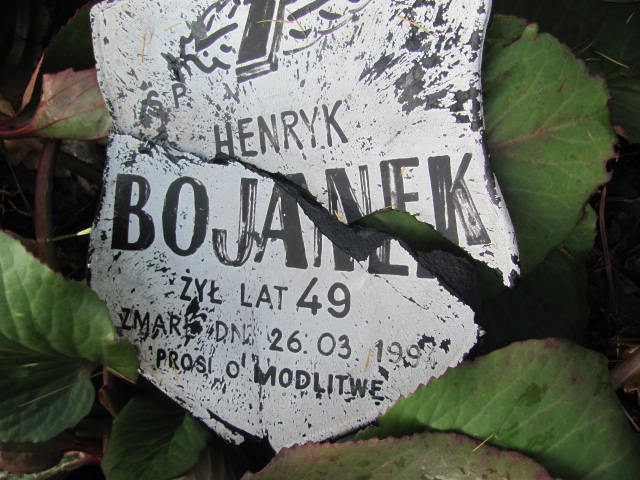 Ś P
HENRYK
BOJANEK
ŻYŁ LAT 49
ZMARŁ DN. 26.03.
PROSI O MODLITWĘ